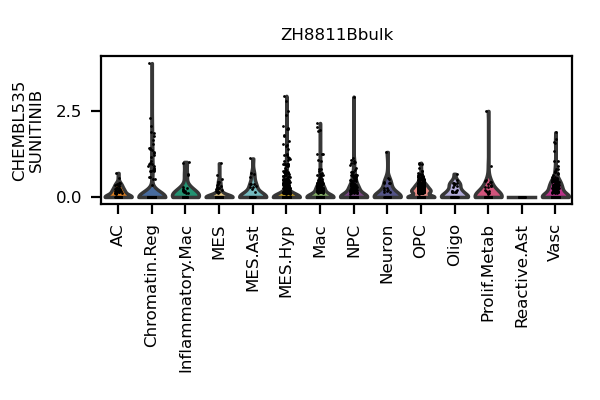 ZH8811Bbulk
CHEMBL535
SUNITINIB
2.5
0.0
AC
Chromatin.Reg
Inflammatory.Mac
MES
MES.Ast
MES.Hyp
Mac
NPC
Neuron
OPC
Oligo
Prolif.Metab
Reactive.Ast
Vasc